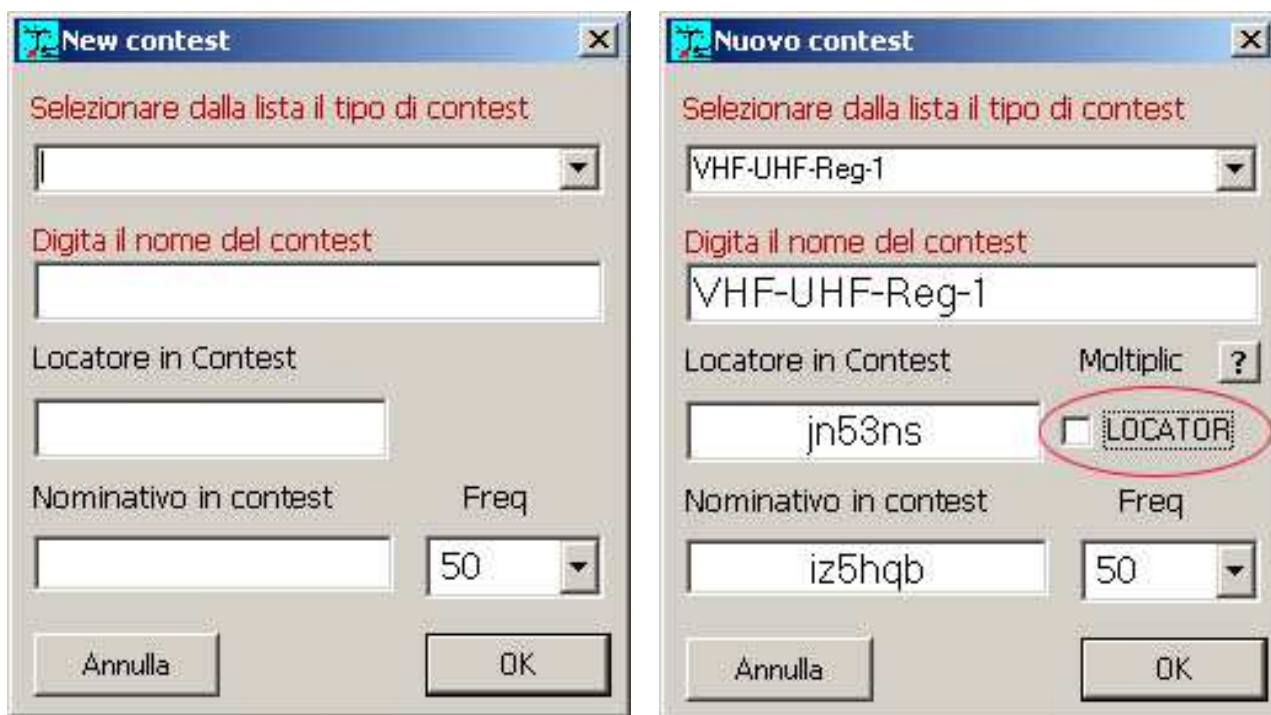 New contest
Selezionare dalla lista il tipo di contest
Digita il nome del contest
Locatore in Contest
Nominativo in contest Freq
50
Annulla OK
Nuovo contest
Selezionare dalla lista il tipo di contest
VHF-UHF-Reg-1
Digita il nome del contest
VHF-UHF-Reg-1
Locatore in Contest Moltiplic ?
jn53ns LOCATOR
Nominativo in contest Freq
iz5hqb 50
Annulla OK